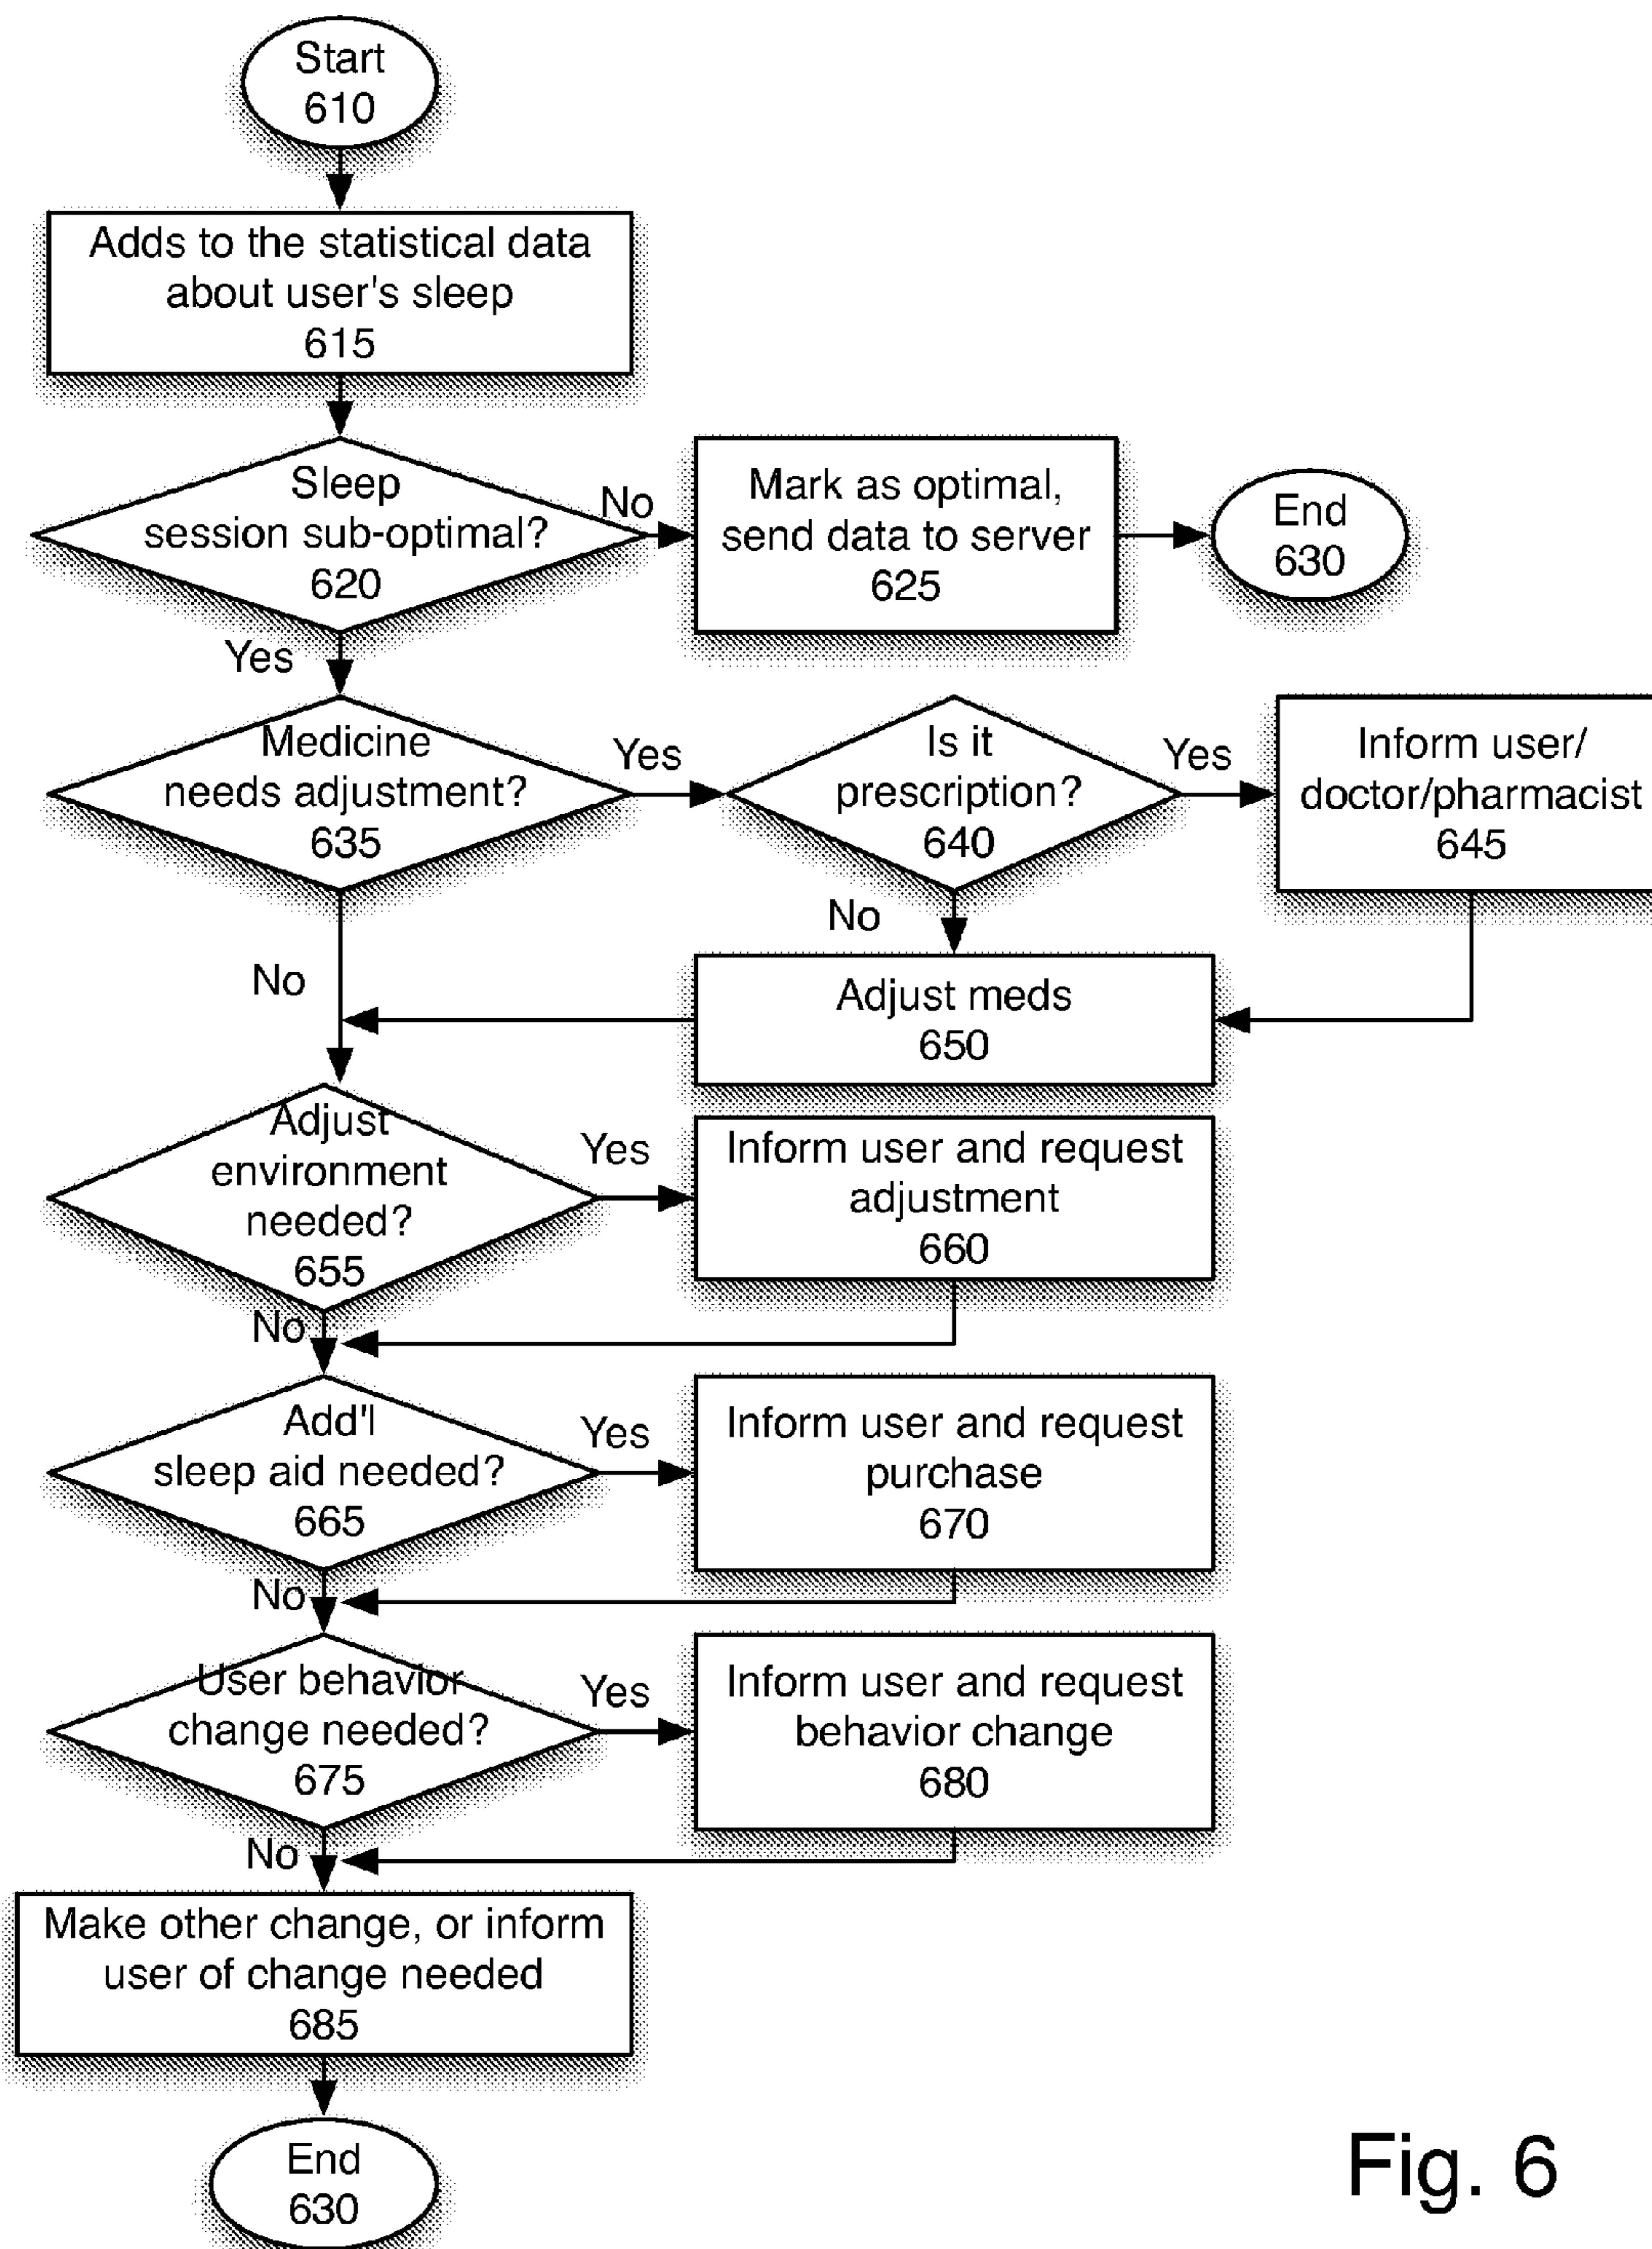 Start
610
Adds to the statistical data
about user's sleep
615
Sleep
session sub-optimal?
620
No
Mark as optimal,
send data to server
625
End
630
Yes
Medicine
needs adjustment?
635
Yes
Is it
prescription?
640
Yes
Inform user/
doctor/pharmacist
645
No
No
Adjust meds
650
Adjust
environment
needed?
655
Yes
Inform user and request
adjustment
660
No
Add'l
sleep aid needed?
665
Yes
Inform user and request
purchase
670
No
User behavior
change needed?
675
Yes
Inform user and request
behavior change
680
No
Make other change, or inform
user of change needed
685
End
630
Fig. 6